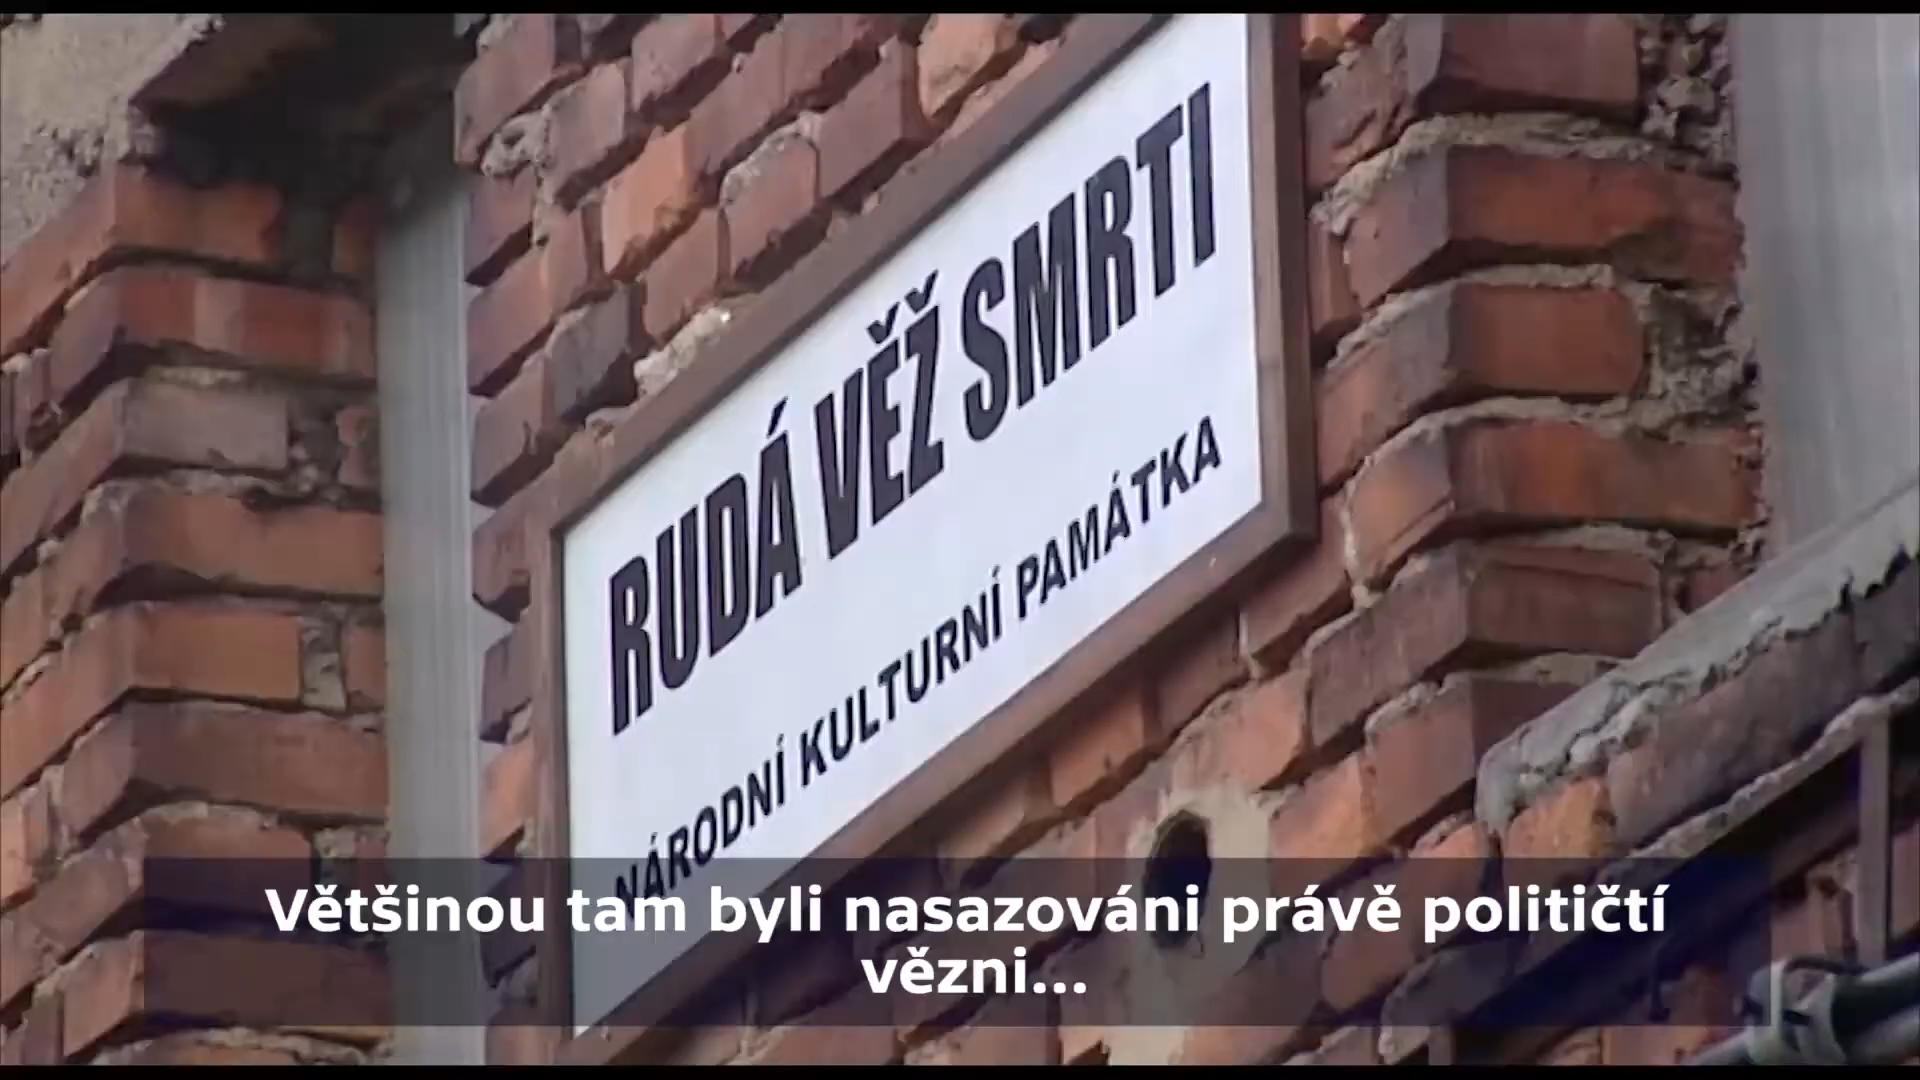 RUDÁ VĚŽ SMRTI
NÁRODNÍ KULTURNÍ PAMÁTKA
Většinou tam byli nasazováni právě političtí
vězni...